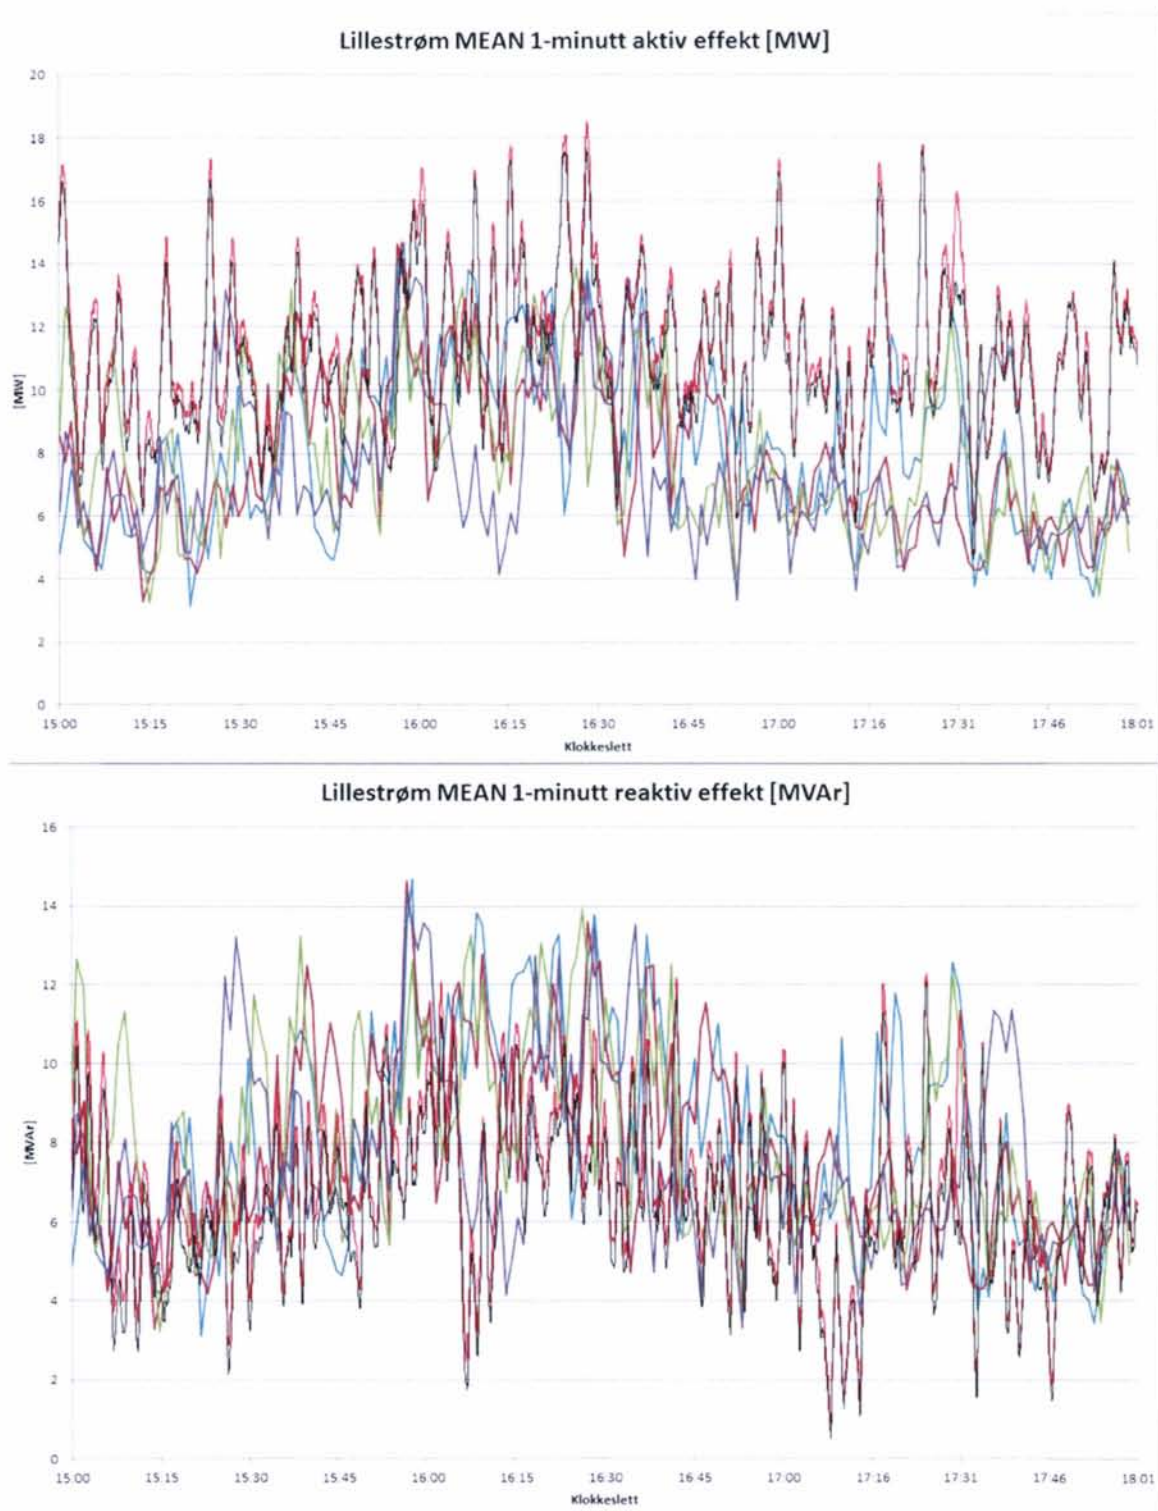 Lillestrøm MEAN 1-minutt aktiv effekt [MW]
20
18
16
14
12
10
8
6
4
2
0
[MW]
15:00 15:15 15:30 15:45 16:00 16:15 16:30 16:45 17:00 17:16 17:31 17:46 18:01
Klokkeslett
Lillestrøm MEAN 1-minutt reaktiv effekt [MVAr]
16
14
12
10
8
6
4
2
0
[MVAr]
15:00 15:15 15:30 15:45 16:00 16:15 16:30 16:45 17:00 17:16 17:31 17:46 18:01
Klokkeslett